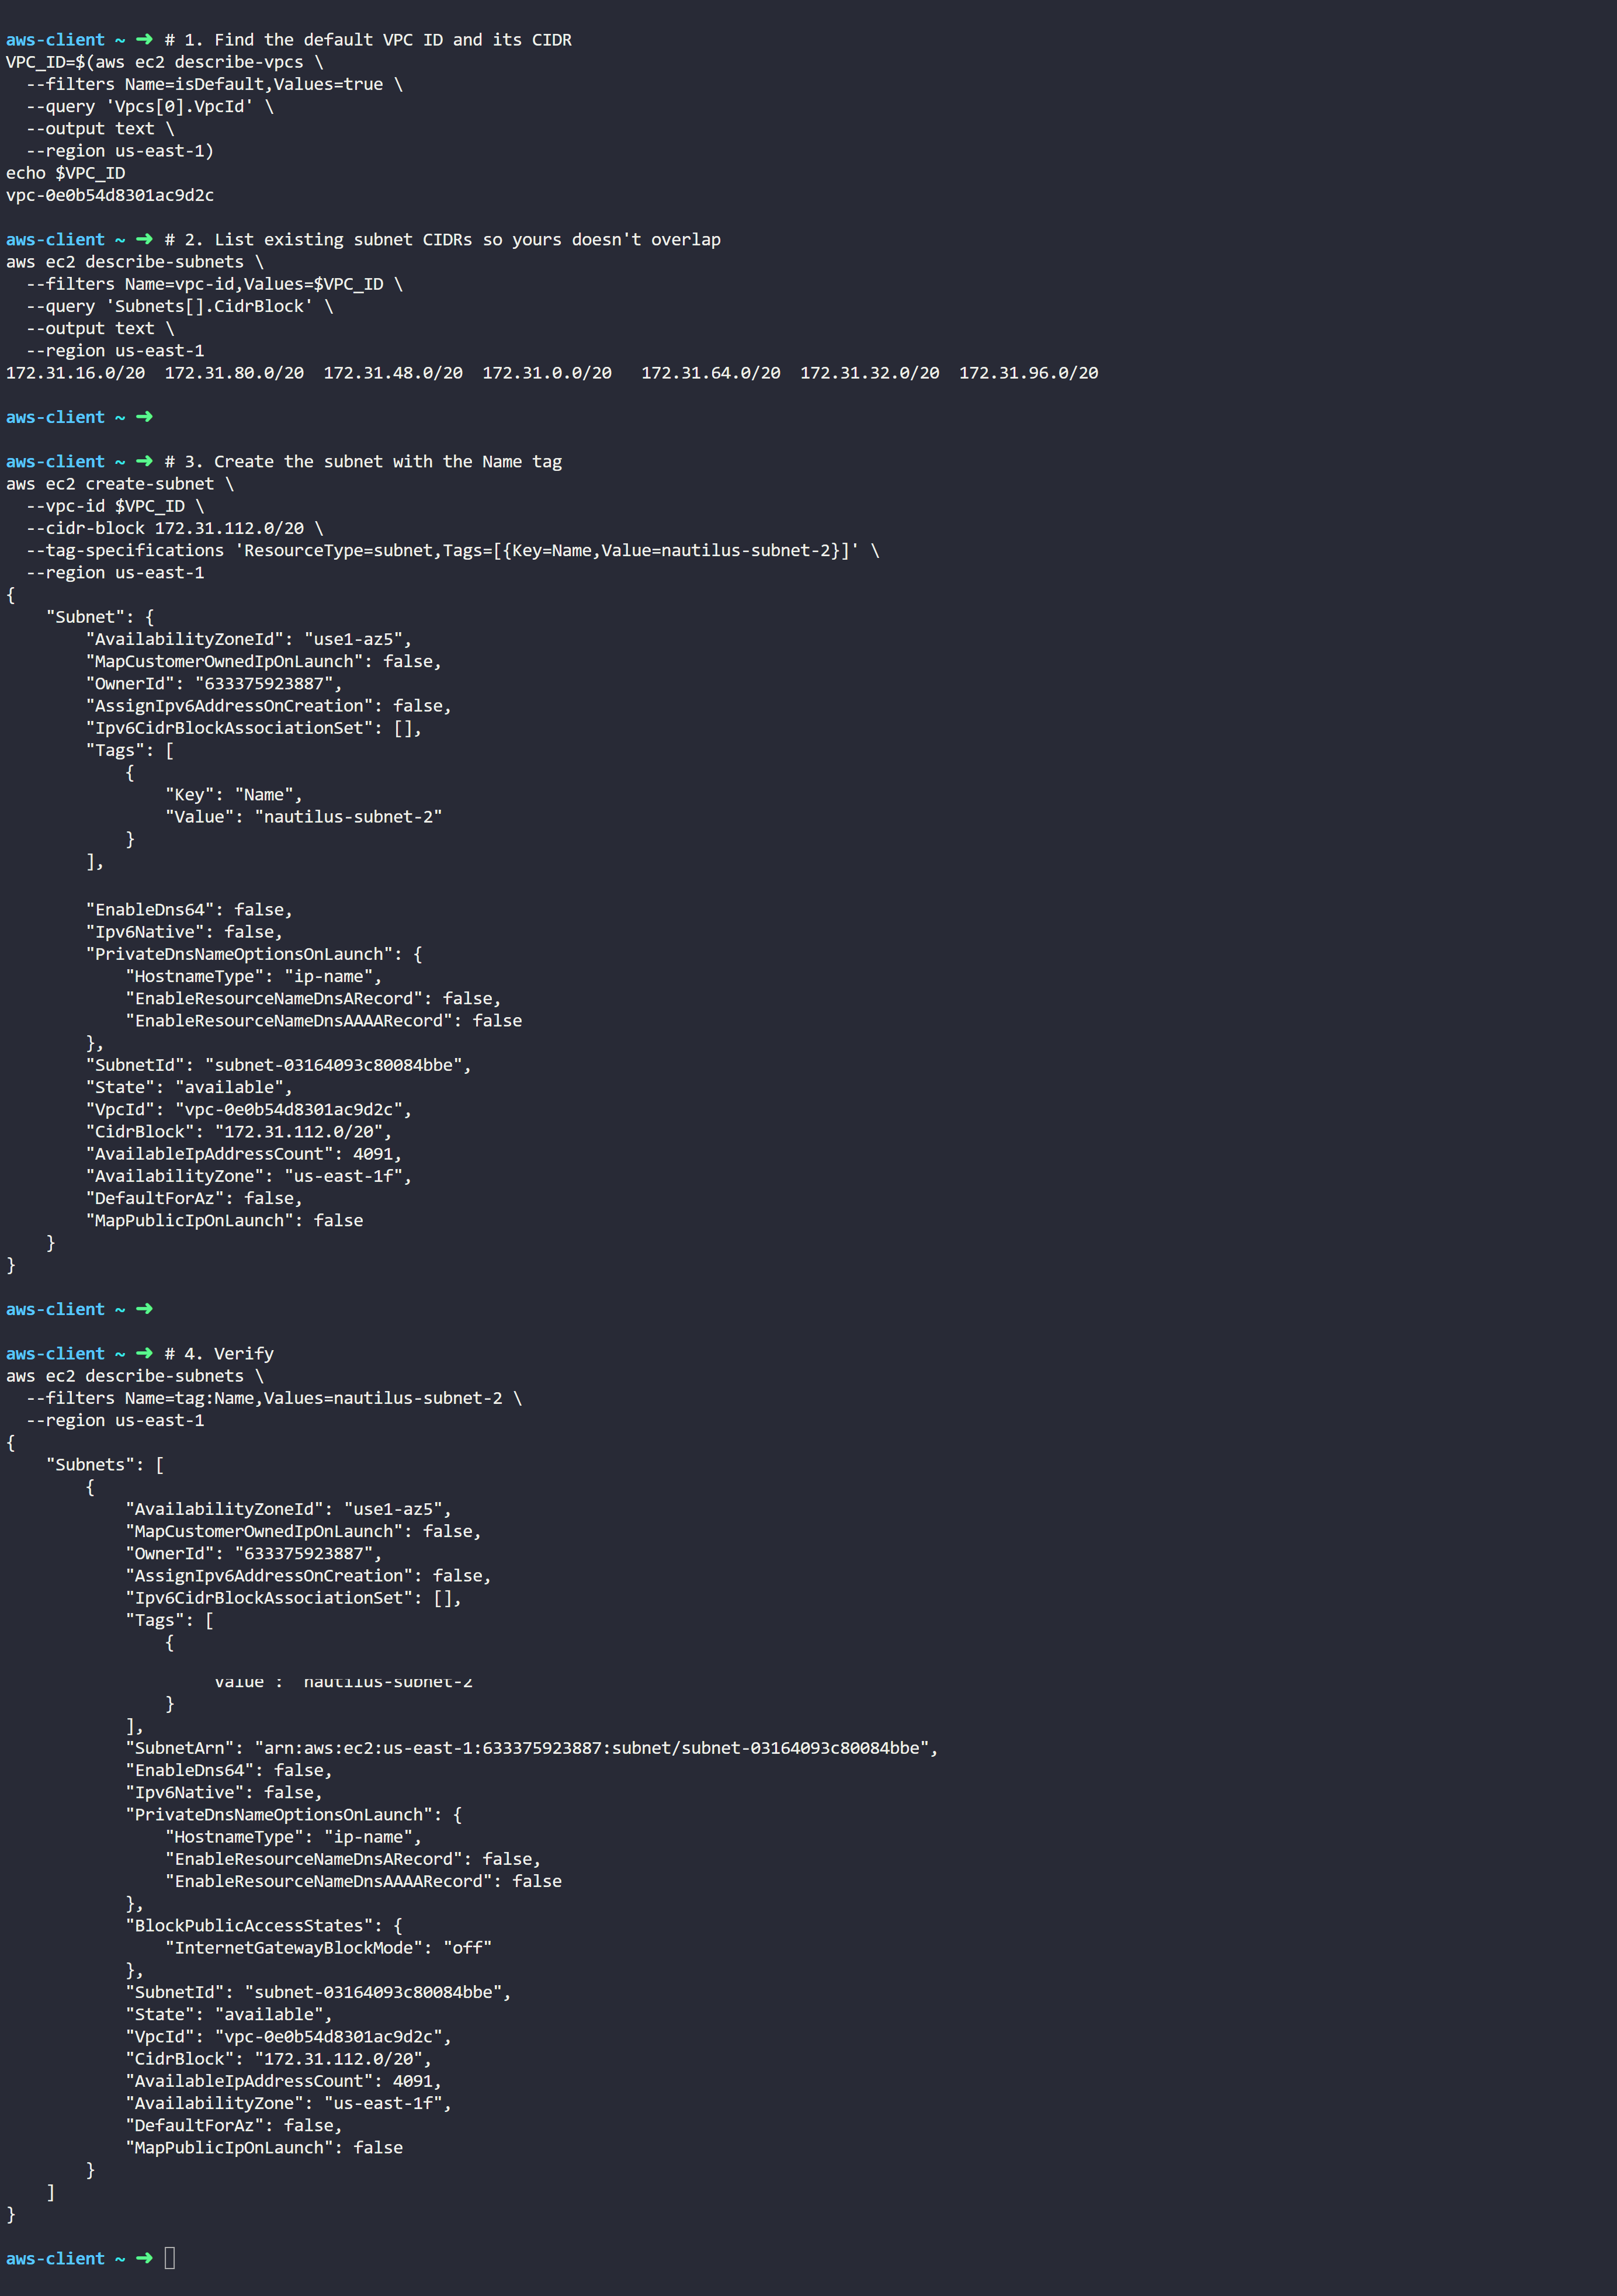 aws-client ~ ➜ # 1. Find the default VPC ID and its CIDR
VPC_ID=$(aws ec2 describe-vpcs \
  --filters Name=isDefault,Values=true \
  --query 'Vpcs[0].VpcId' \
  --output text \
  --region us-east-1)
echo $VPC_ID
vpc-0e0b54d8301ac9d2c

aws-client ~ ➜ # 2. List existing subnet CIDRs so yours doesn't overlap
aws ec2 describe-subnets \
  --filters Name=vpc-id,Values=$VPC_ID \
  --query 'Subnets[].CidrBlock' \
  --output text \
  --region us-east-1
172.31.16.0/20  172.31.80.0/20  172.31.48.0/20  172.31.0.0/20   172.31.64.0/20  172.31.32.0/20  172.31.96.0/20

aws-client ~ ➜

aws-client ~ ➜ # 3. Create the subnet with the Name tag
aws ec2 create-subnet \
  --vpc-id $VPC_ID \
  --cidr-block 172.31.112.0/20 \
  --tag-specifications 'ResourceType=subnet,Tags=[{Key=Name,Value=nautilus-subnet-2}]' \
  --region us-east-1
{
    "Subnet": {
        "AvailabilityZoneId": "use1-az5",
        "MapCustomerOwnedIpOnLaunch": false,
        "OwnerId": "633375923887",
        "AssignIpv6AddressOnCreation": false,
        "Ipv6CidrBlockAssociationSet": [],
        "Tags": [
            {
                "Key": "Name",
                "Value": "nautilus-subnet-2"
            }
        ],

        "EnableDns64": false,
        "Ipv6Native": false,
        "PrivateDnsNameOptionsOnLaunch": {
            "HostnameType": "ip-name",
            "EnableResourceNameDnsARecord": false,
            "EnableResourceNameDnsAAAARecord": false
        },
        "SubnetId": "subnet-03164093c80084bbe",
        "State": "available",
        "VpcId": "vpc-0e0b54d8301ac9d2c",
        "CidrBlock": "172.31.112.0/20",
        "AvailableIpAddressCount": 4091,
        "AvailabilityZone": "us-east-1f",
        "DefaultForAz": false,
        "MapPublicIpOnLaunch": false
    }
}

aws-client ~ ➜

aws-client ~ ➜ # 4. Verify
aws ec2 describe-subnets \
  --filters Name=tag:Name,Values=nautilus-subnet-2 \
  --region us-east-1
{
    "Subnets": [
        {
            "AvailabilityZoneId": "use1-az5",
            "MapCustomerOwnedIpOnLaunch": false,
            "OwnerId": "633375923887",
            "AssignIpv6AddressOnCreation": false,
            "Ipv6CidrBlockAssociationSet": [],
            "Tags": [
                {
                     Value :  nautilus-subnet-2
                }
            ],
            "SubnetArn": "arn:aws:ec2:us-east-1:633375923887:subnet/subnet-03164093c80084bbe",
            "EnableDns64": false,
            "Ipv6Native": false,
            "PrivateDnsNameOptionsOnLaunch": {
                "HostnameType": "ip-name",
                "EnableResourceNameDnsARecord": false,
                "EnableResourceNameDnsAAAARecord": false
            },
            "BlockPublicAccessStates": {
                "InternetGatewayBlockMode": "off"
            },
            "SubnetId": "subnet-03164093c80084bbe",
            "State": "available",
            "VpcId": "vpc-0e0b54d8301ac9d2c",
            "CidrBlock": "172.31.112.0/20",
            "AvailableIpAddressCount": 4091,
            "AvailabilityZone": "us-east-1f",
            "DefaultForAz": false,
            "MapPublicIpOnLaunch": false
        }
    ]
}

aws-client ~ ➜